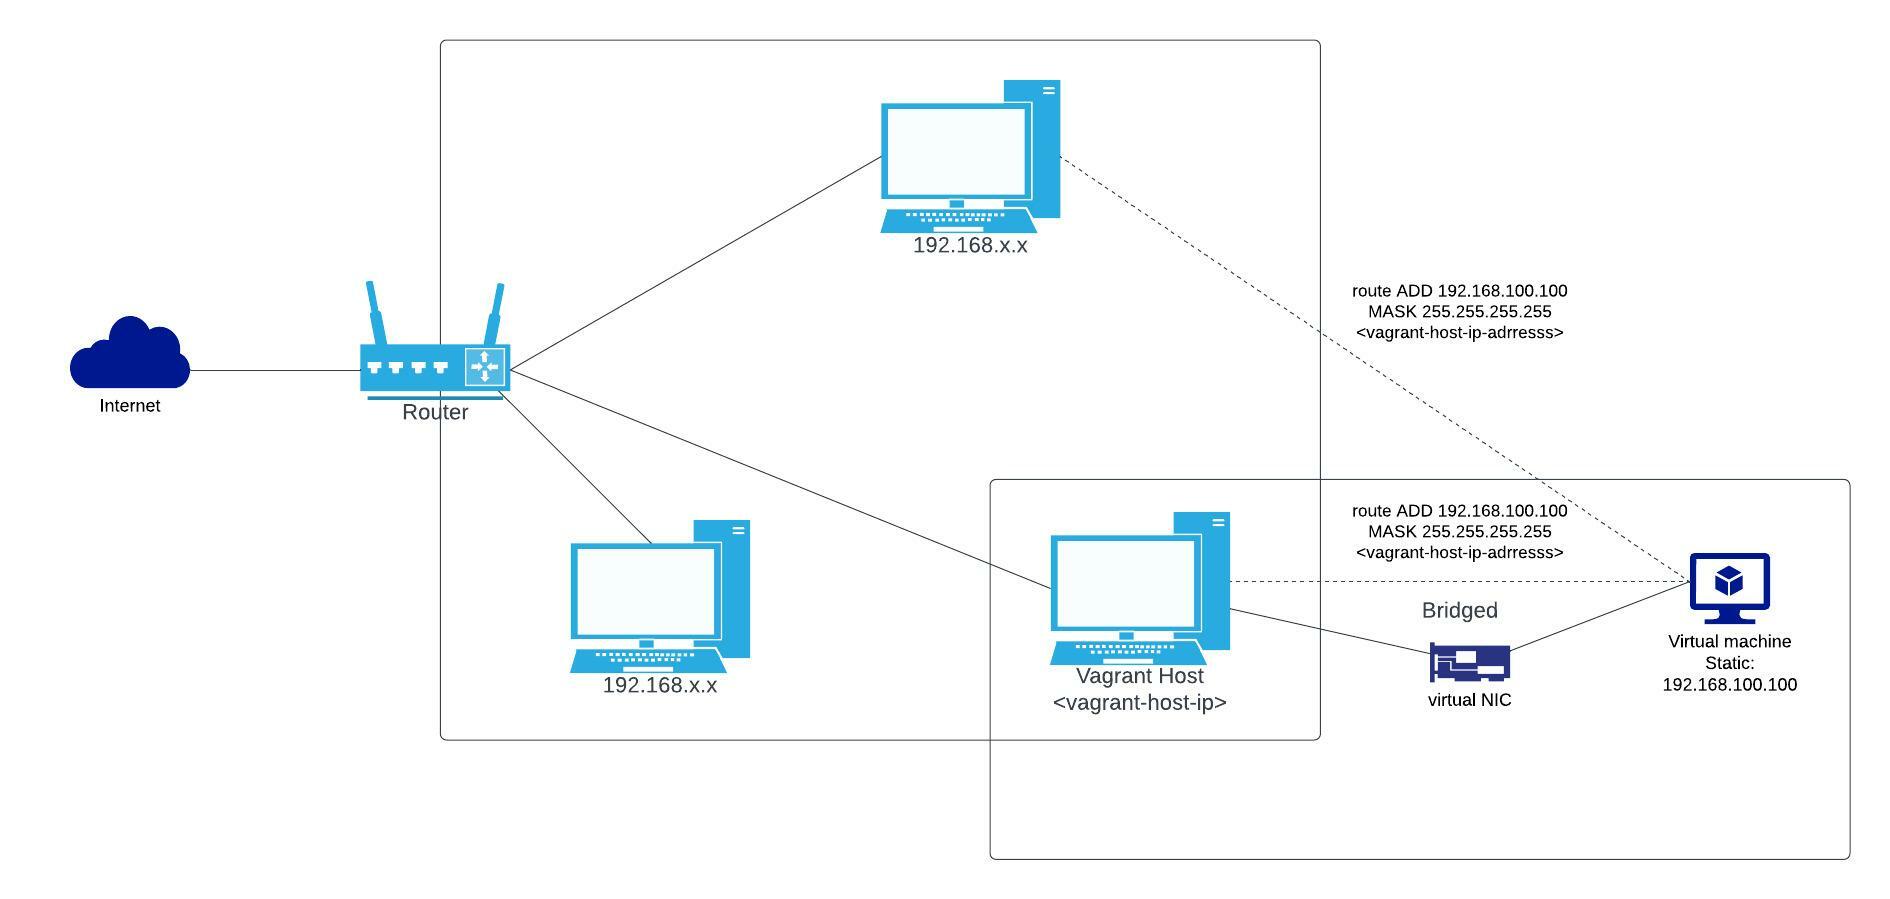 192.168.x.x
route ADD 192.168.100.100
MASK 255.255.255.255
<vagrant-host-ip-adrresss>
Internet
Router
route ADD 192.168.100.100
MASK 255.255.255.255
<vagrant-host-ip-adrresss>
Bridged
192.168.x.x
Vagrant Host
<vagrant-host-ip>
virtual NIC
Virtual machine
Static:
192.168.100.100